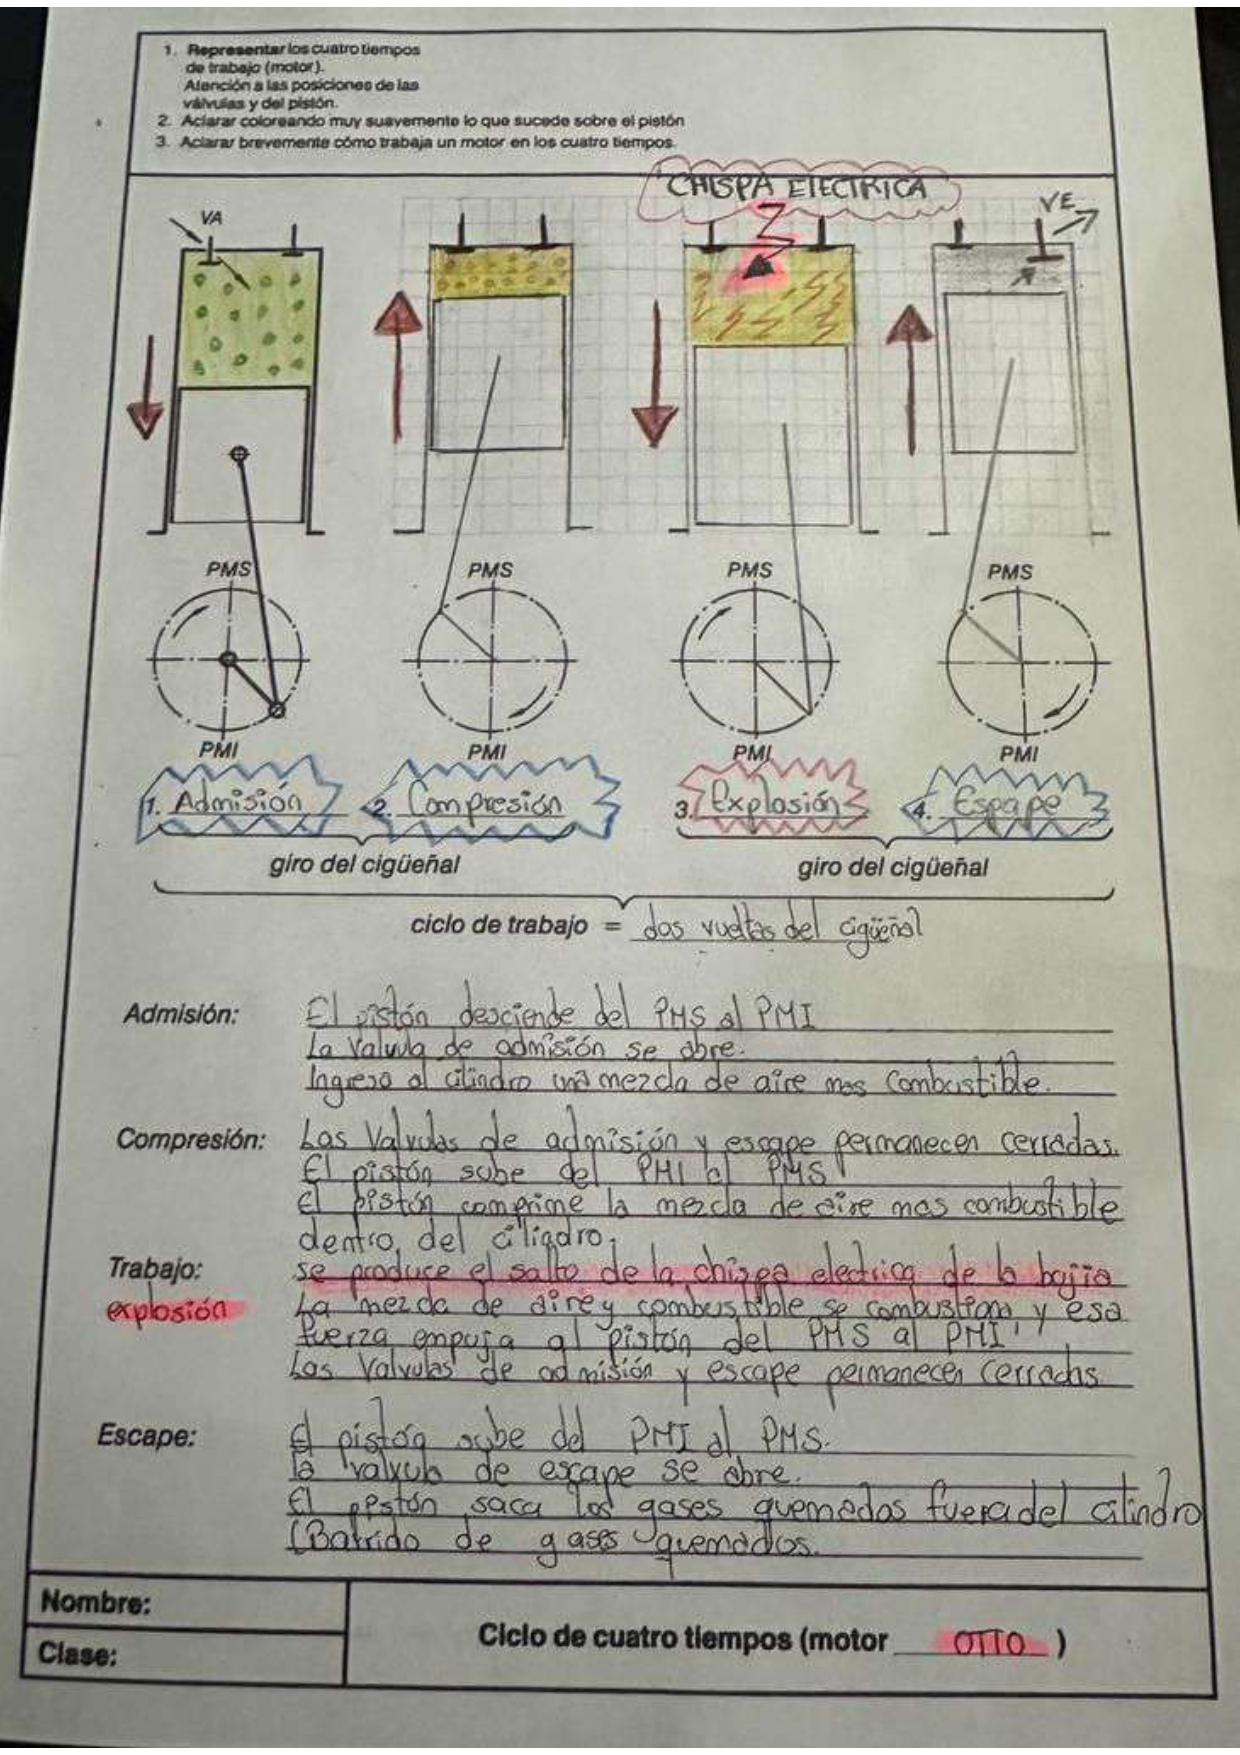 1. Representar los cuatro tiempos
de trabajo (motor).
Atención a las posiciones de las
válvulas y del pistón.
2. Aclarar coloreando muy suavemente lo que sucede sobre el pistón
3. Aclarar brevemente cómo trabaja un motor en los cuatro tiempos.
CHISPA ELECTRICA
VA
VE
PMS PMS PMS PMS
PMI PMI PMI PMI
1. Admisión 2. Compresión 3. Explosión 4. Espape
giro del cigüeñal giro del cigüeñal
ciclo de trabajo = dos vueltas del cigüeñal
Admisión: El pistón desciende del PMS al PMI
La Valvula de admisión se abre.
Ingresa al cilindro una mezcla de aire mas Combustible.
Compresión: Las Valvulas de admisión y escape permanecen cerradas.
El pistón sube del PMI al PMS
El pistón comprime la mezcla de aire mas combustible
dentro del cilindro.
Trabajo: se produce el salto de la chispa electrica de la bujia
explosión La mezcla de aire y combustible se combustiona y esa
fuerza empuja al pistón del PMS al PMI
Las Valvulas de admisión y escape permanecen Cerradas
Escape: El pistón sube del PMI al PMS.
la valvula de escape se abre.
El pistón saca los gases quemados fuera del cilindro
(Barrido de gases quemados.
Nombre:
Clase:
Ciclo de cuatro tiempos (motor OTTO )